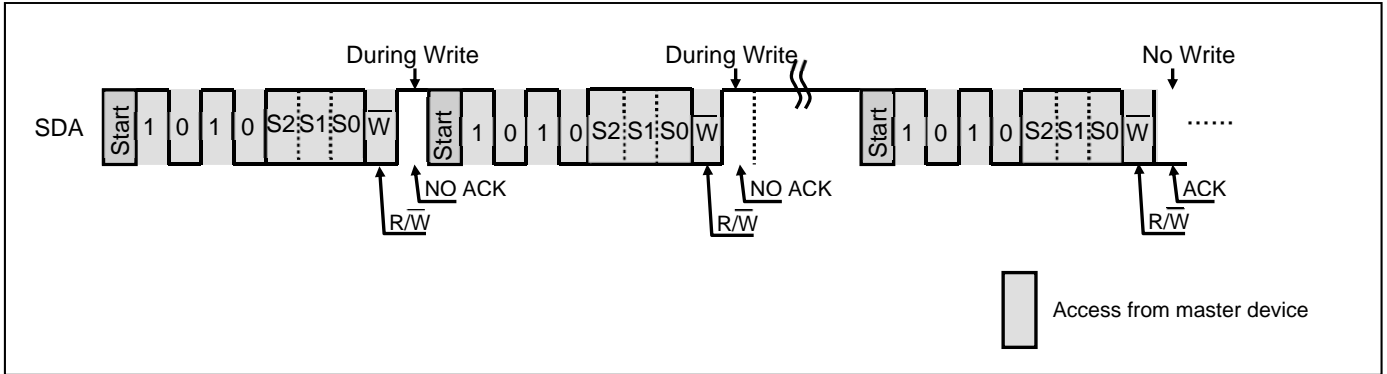 During Write During Write No Write
SDA Start 1 0 1 0 S2 S1 S0 W̅ Start 1 0 1 0 S2 S1 S0 W̅ Start 1 0 1 0 S2 S1 S0 W̅ ......
NO ACK NO ACK ACK
R/W̅ R/W̅ R/W̅
Access from master device